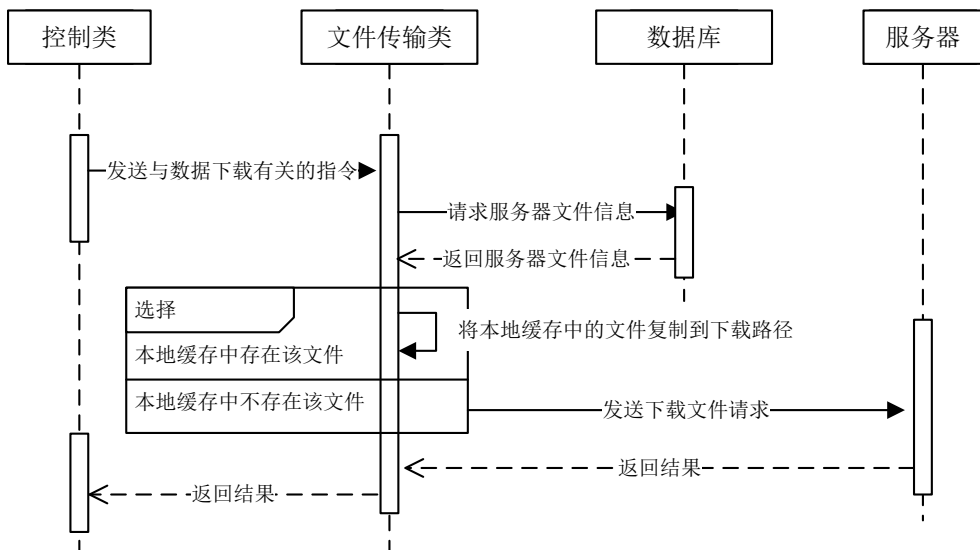 控制类
文件传输类
数据库
服务器
发送与数据下载有关的指令
请求服务器文件信息
返回服务器文件信息
选择
将本地缓存中的文件复制到下载路径
本地缓存中存在该文件
本地缓存中不存在该文件
发送下载文件请求
返回结果
返回结果